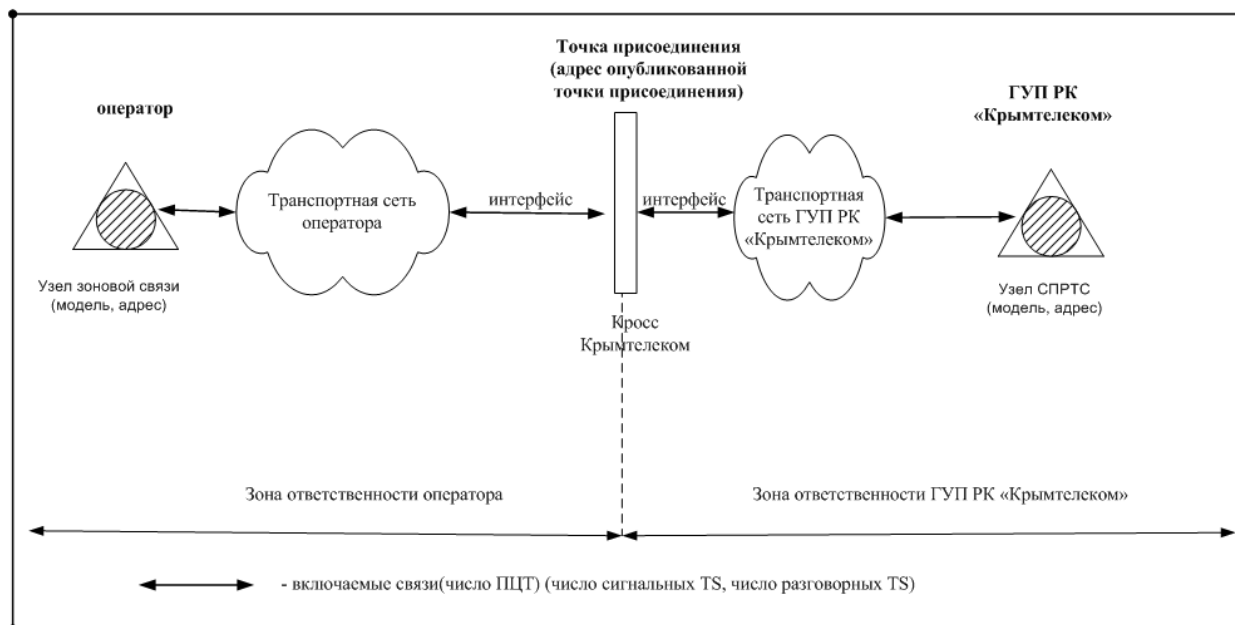 Точка присоединения
(адрес опубликованной
точки присоединения)
оператор
ГУП РК
«Крымтелеком»
Транспортная сеть
оператора
интерфейс
интерфейс
Транспортная
сеть ГУП РК
«Крымтелеком»
Узел зоновой связи
(модель, адрес)
Узел СПРТС
(модель, адрес)
Кросс
Крымтелеком
Зона ответственности оператора
Зона ответственности ГУП РК «Крымтелеком»
- включаемые связи(число ПЦТ) (число сигнальных TS, число разговорных TS)